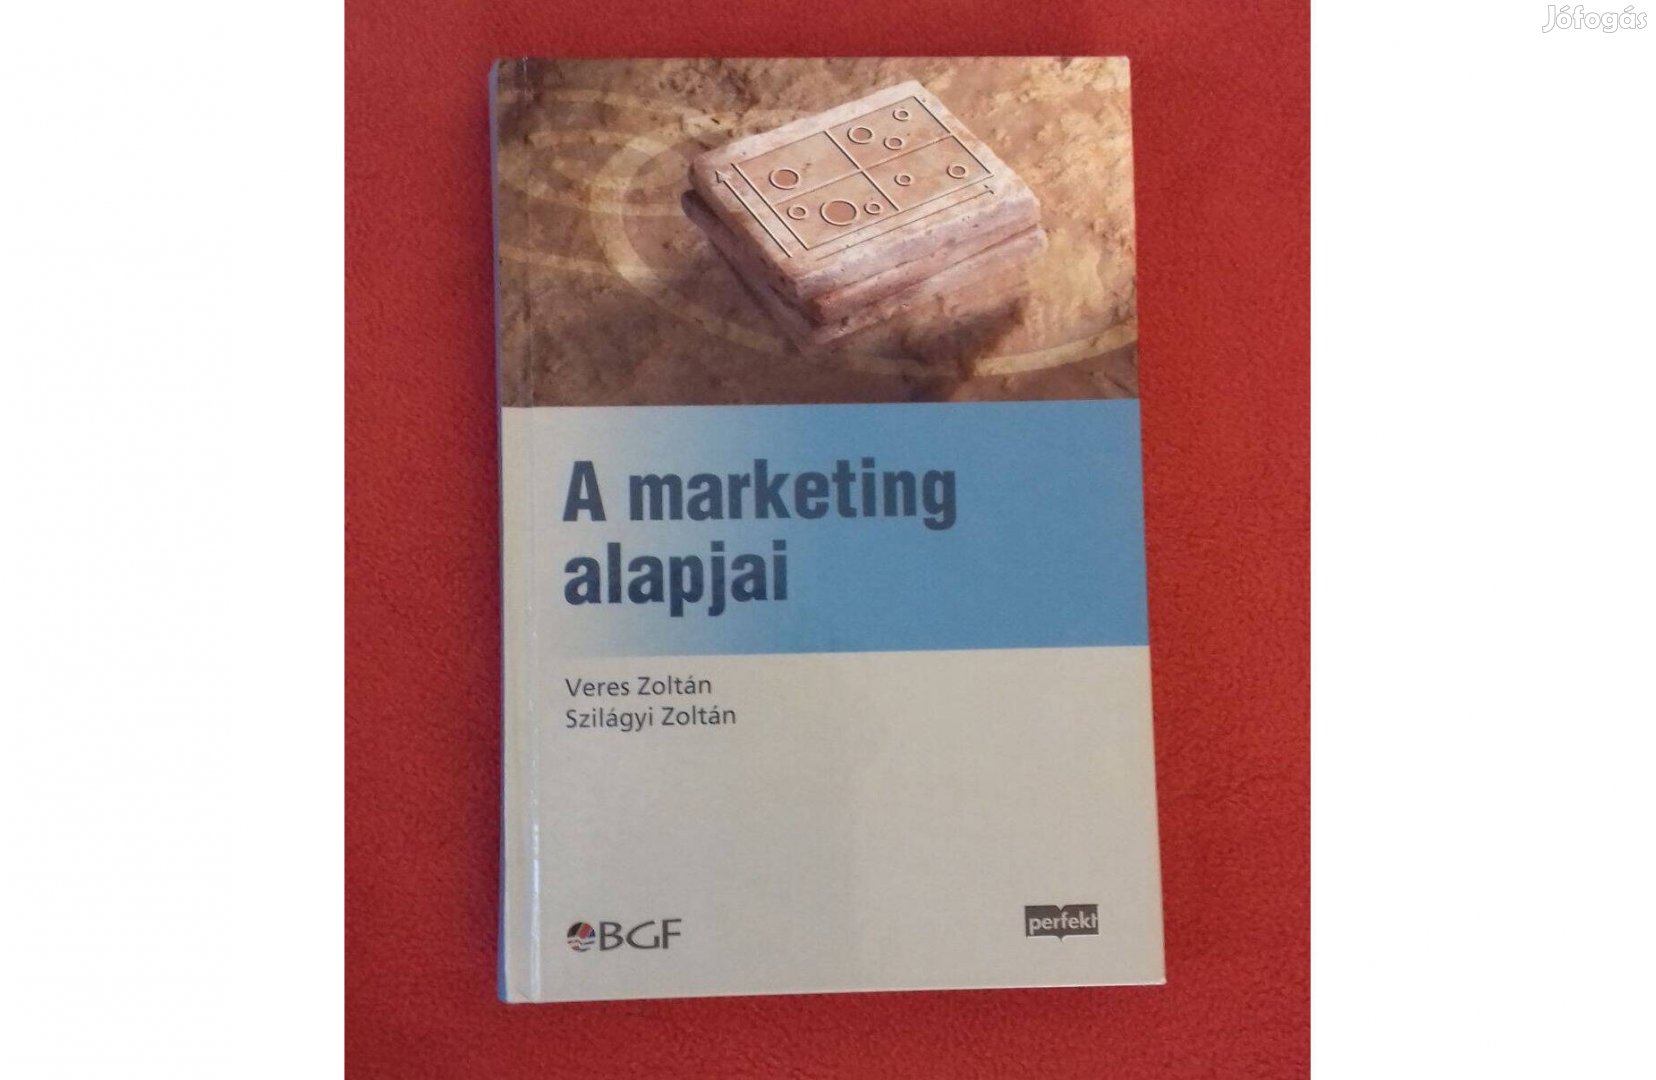 Jófogás
A marketing
alapjai
Veres Zoltán
Szilágyi Zoltán
BGF
perfekt